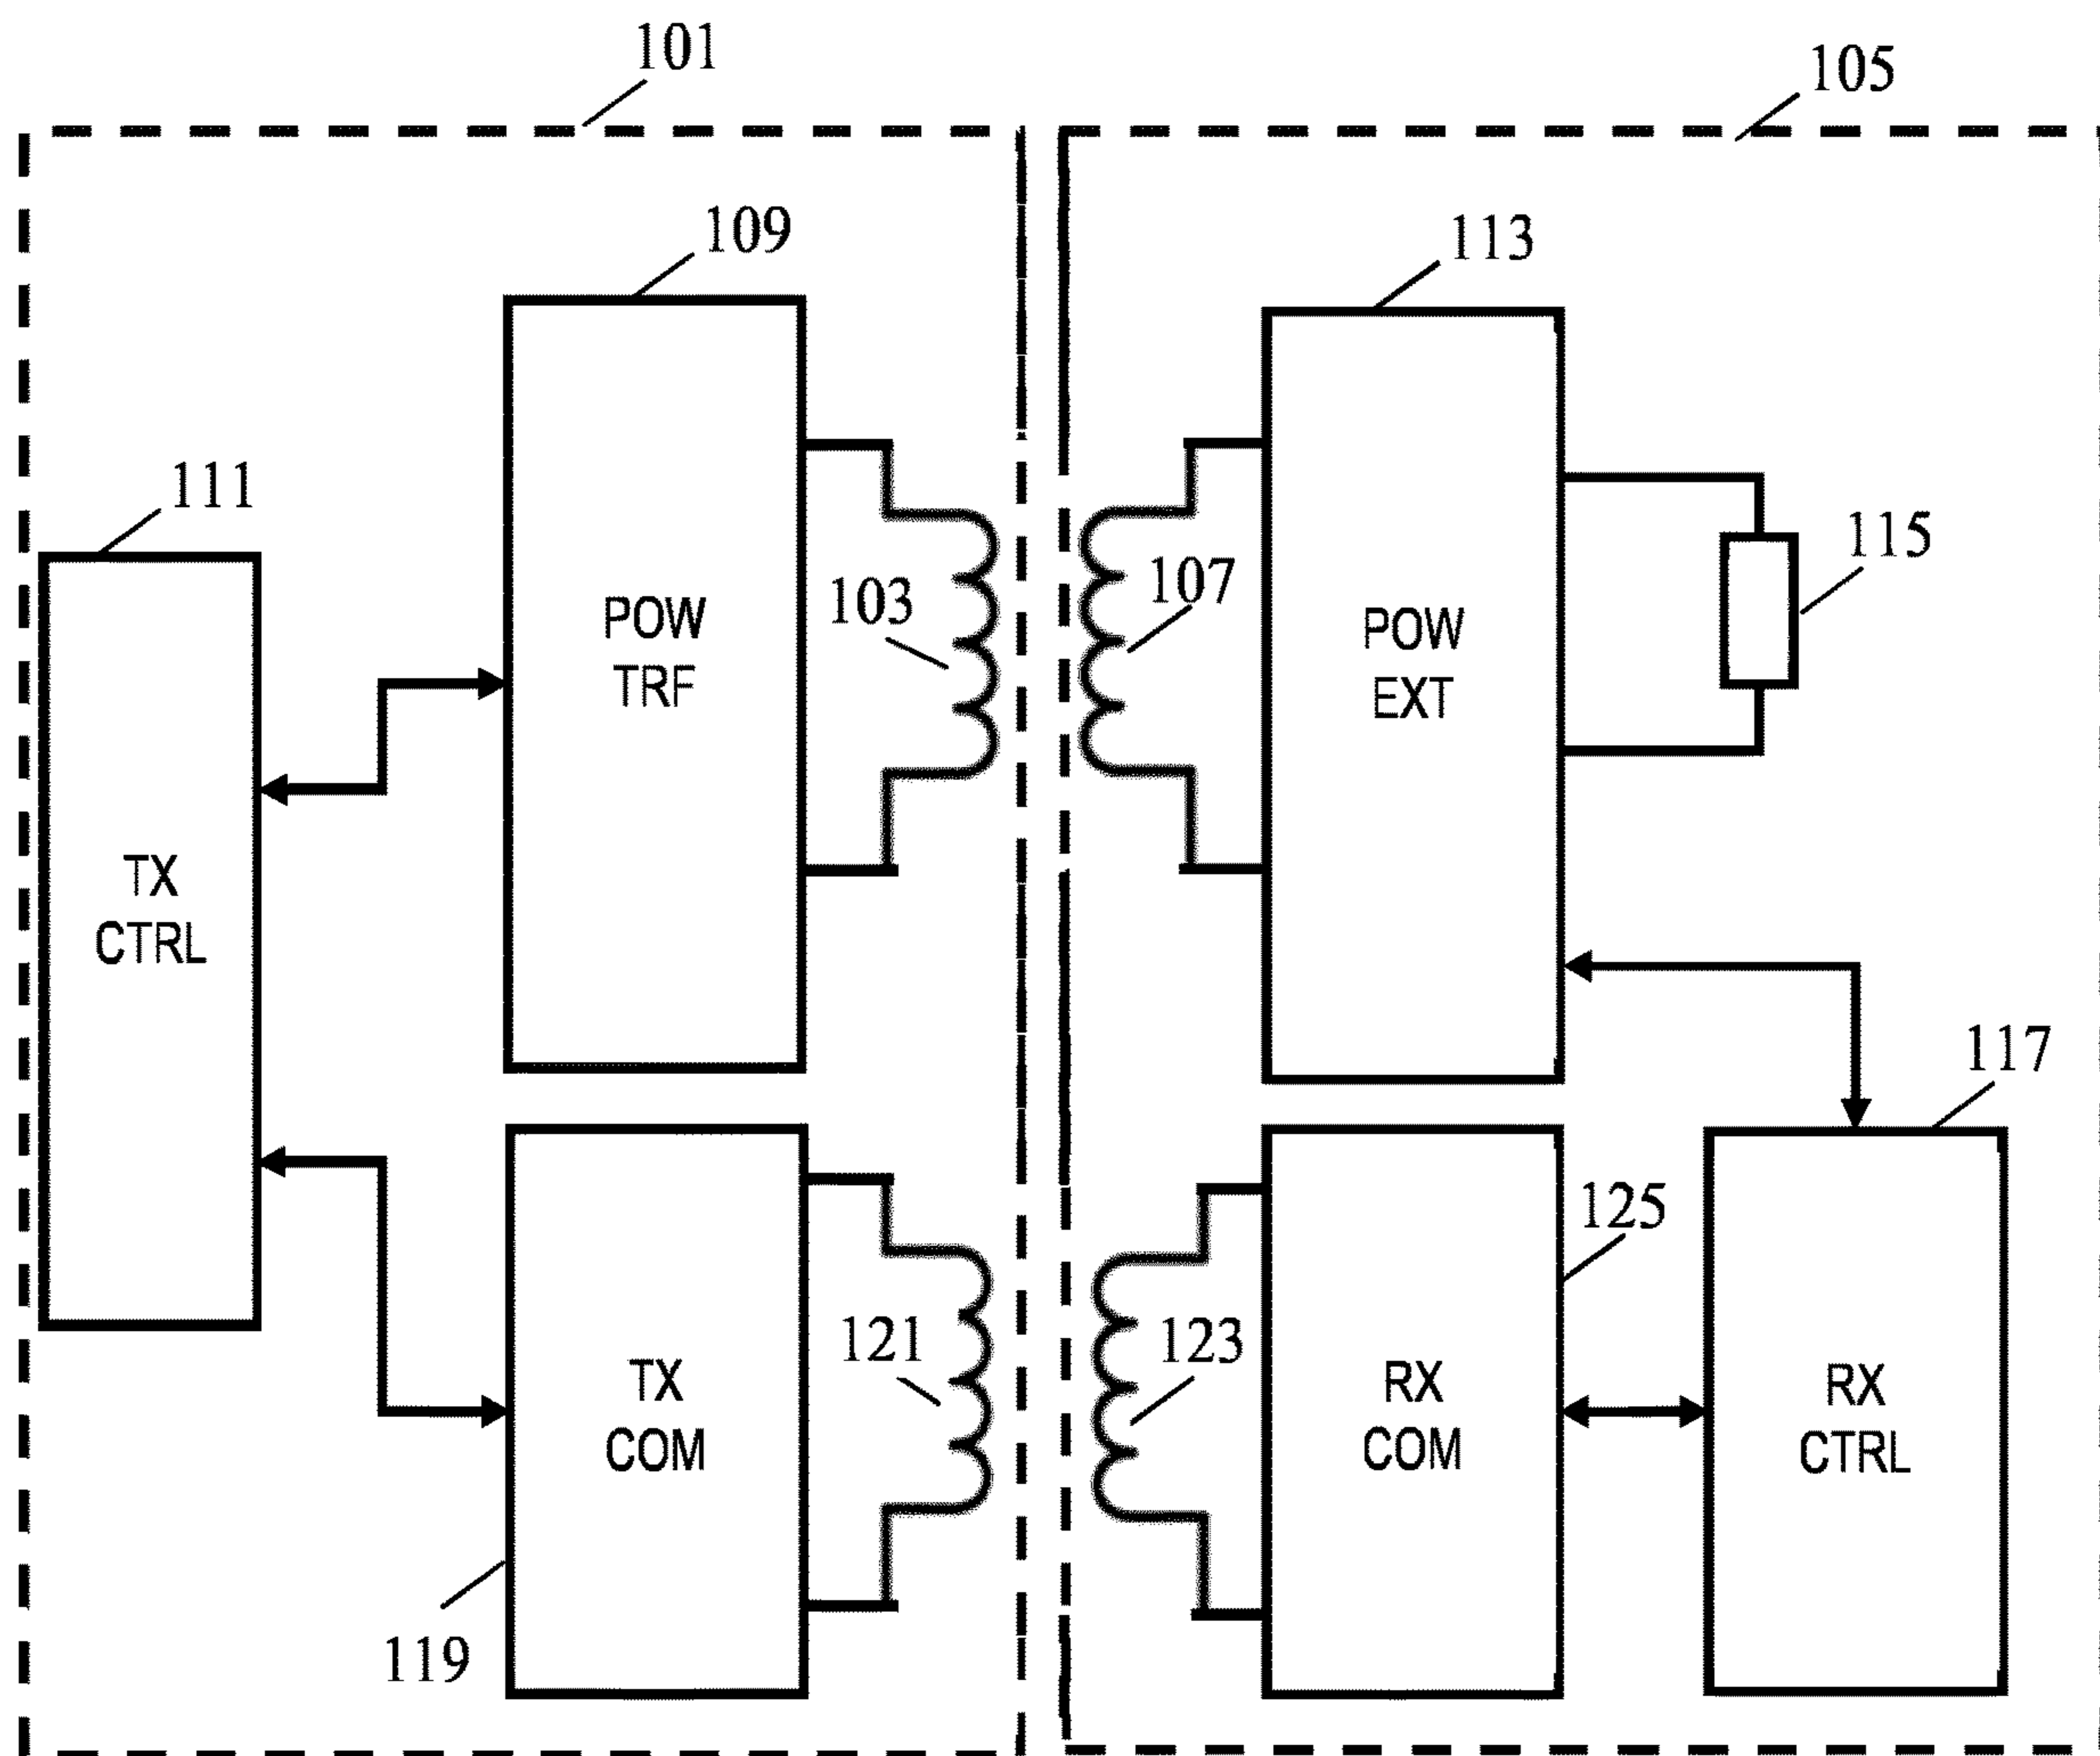 101
105
109
113
111
115
103
107
POW
TRF
POW
EXT
TX
CTRL
117
125
121
123
TX
COM
RX
COM
RX
CTRL
119